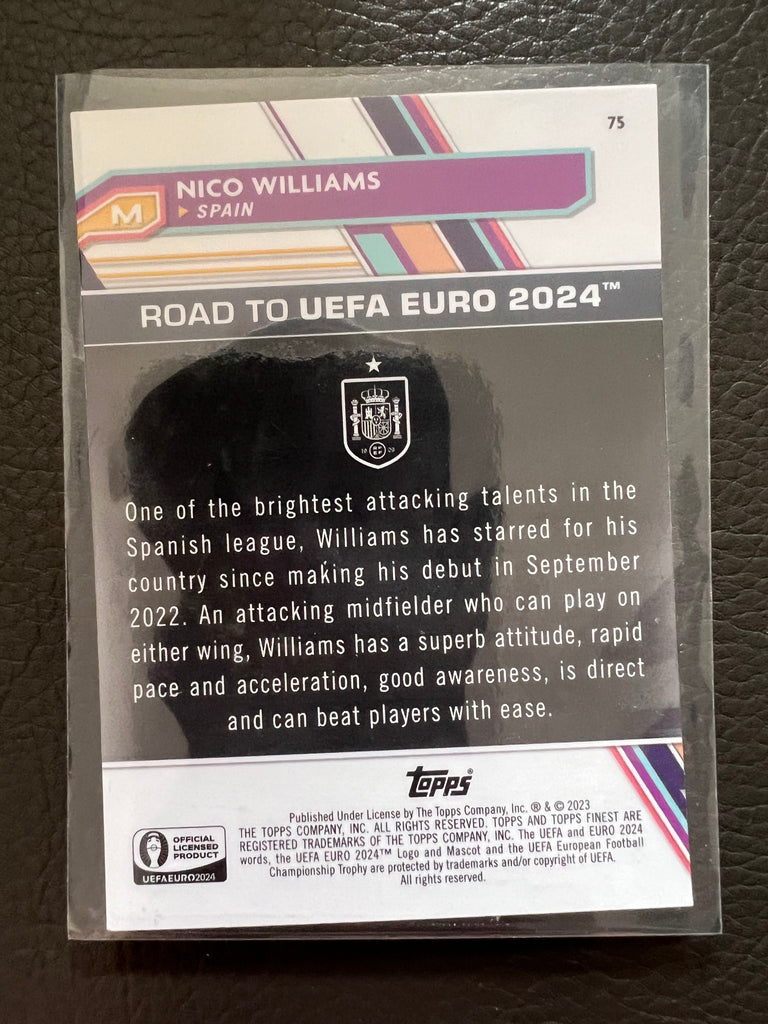 75
NICO WILLIAMS
M
SPAIN
ROAD TO UEFA EURO 2024™
One of the brightest attacking talents in the
Spanish league, Williams has starred for his
country since making his debut in September
2022. An attacking midfielder who can play on
either wing, Williams has a superb attitude, rapid
pace and acceleration, good awareness, is direct
and can beat players with ease.
topps®
Published Under License by The Topps Company, Inc. ® & © 2023
THE TOPPS COMPANY, INC. ALL RIGHTS RESERVED. TOPPS AND TOPPS FINEST ARE
REGISTERED TRADEMARKS OF THE TOPPS COMPANY, INC. The UEFA and EURO 2024
words, the UEFA EURO 2024™ Logo and Mascot and the UEFA European Football
Championship Trophy are protected by trademarks and/or copyright of UEFA.
All rights reserved.
OFFICIAL
LICENSED
PRODUCT
UEFAEURO2024